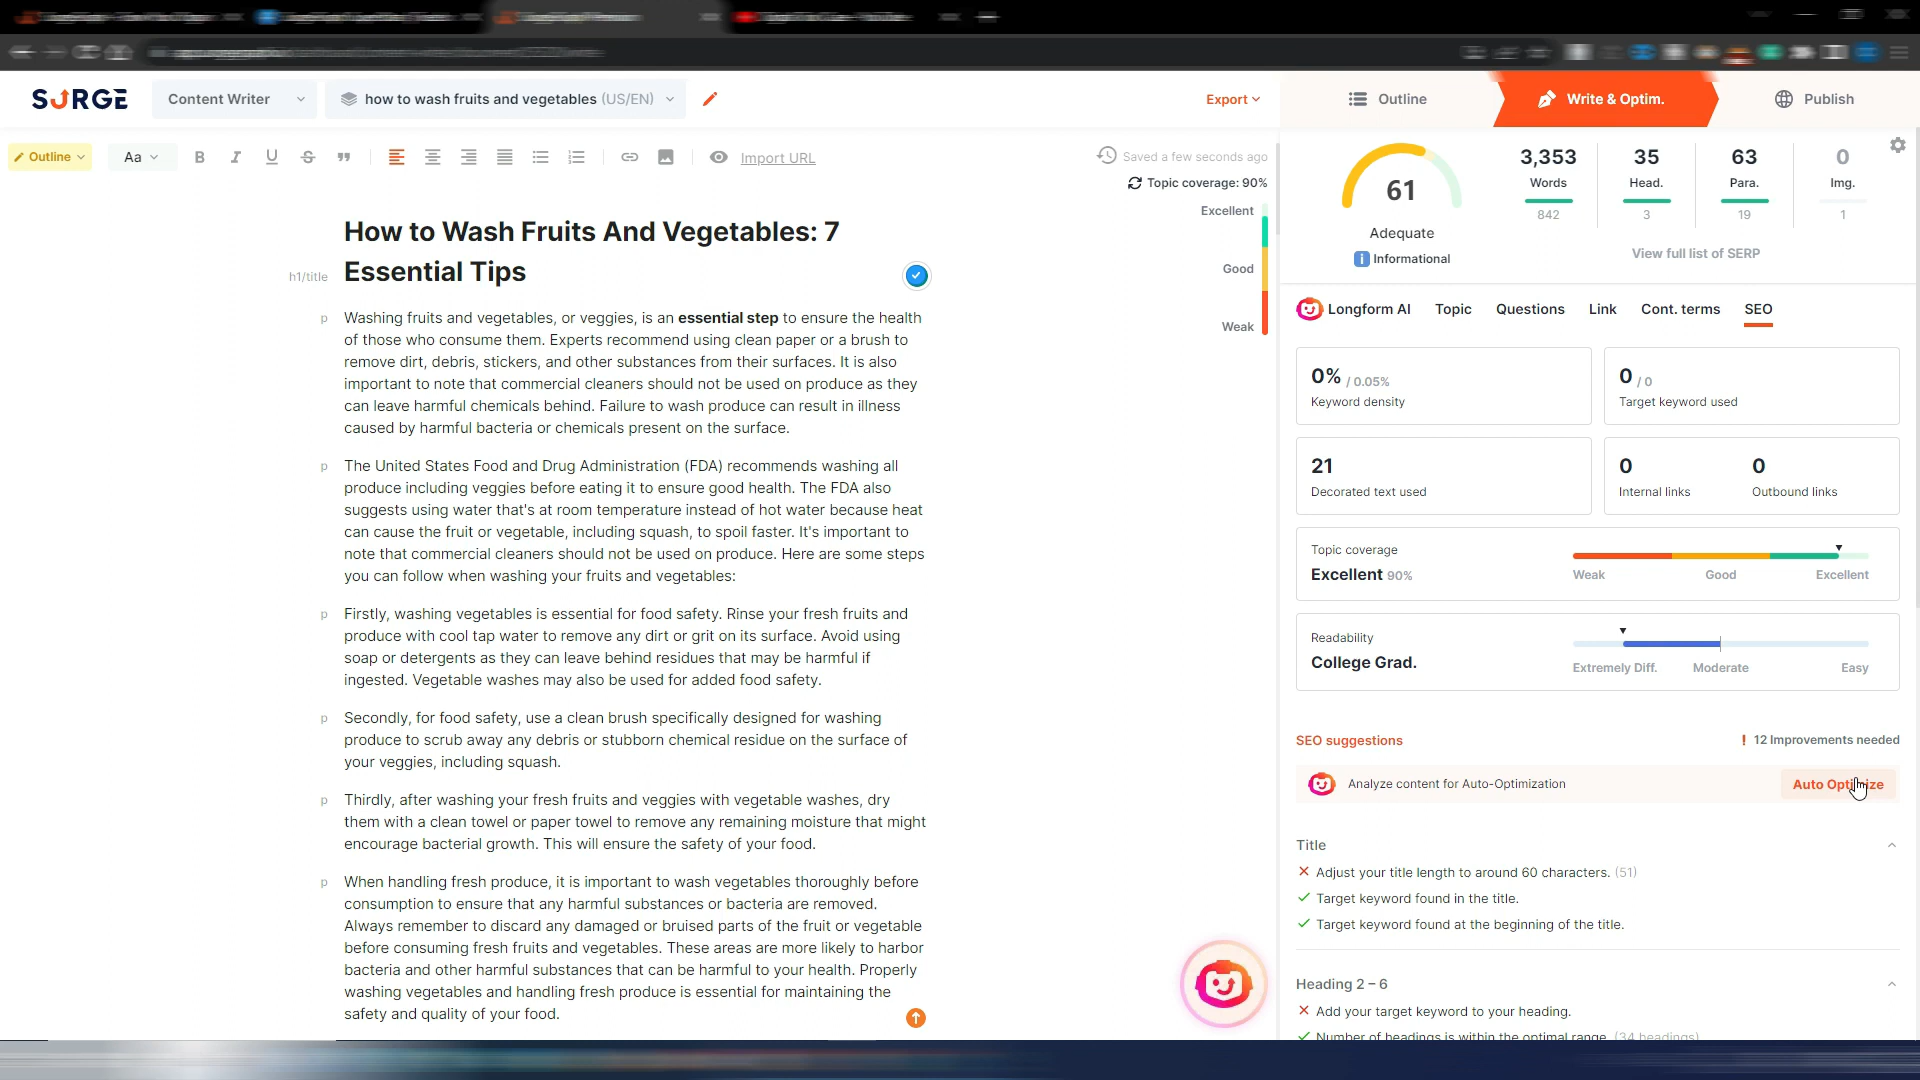 SURGE
Content Writer
how to wash fruits and vegetables (US/EN)
Export
Outline
Write & Optim.
Publish
Outline
Aa
B I U S
Import URL
Saved a few seconds ago
Topic coverage: 90%
Excellent
Good
Weak
h1/title
How to Wash Fruits And Vegetables: 7
Essential Tips
p
Washing fruits and vegetables, or veggies, is an essential step to ensure the health
of those who consume them. Experts recommend using clean paper or a brush to
remove dirt, debris, stickers, and other substances from their surfaces. It is also
important to note that commercial cleaners should not be used on produce as they
can leave harmful chemicals behind. Failure to wash produce can result in illness
caused by harmful bacteria or chemicals present on the surface.
p
The United States Food and Drug Administration (FDA) recommends washing all
produce including veggies before eating it to ensure good health. The FDA also
suggests using water that's at room temperature instead of hot water because heat
can cause the fruit or vegetable, including squash, to spoil faster. It's important to
note that commercial cleaners should not be used on produce. Here are some steps
you can follow when washing your fruits and vegetables:
p
Firstly, washing vegetables is essential for food safety. Rinse your fresh fruits and
produce with cool tap water to remove any dirt or grit on its surface. Avoid using
soap or detergents as they can leave behind residues that may be harmful if
ingested. Vegetable washes may also be used for added food safety.
p
Secondly, for food safety, use a clean brush specifically designed for washing
produce to scrub away any debris or stubborn chemical residue on the surface of
your veggies, including squash.
p
Thirdly, after washing your fresh fruits and veggies with vegetable washes, dry
them with a clean towel or paper towel to remove any remaining moisture that might
encourage bacterial growth. This will ensure the safety of your food.
p
When handling fresh produce, it is important to wash vegetables thoroughly before
consumption to ensure that any harmful substances or bacteria are removed.
Always remember to discard any damaged or bruised parts of the fruit or vegetable
before consuming fresh fruits and vegetables. These areas are more likely to harbor
bacteria and other harmful substances that can be harmful to your health. Properly
washing vegetables and handling fresh produce is essential for maintaining the
safety and quality of your food.
61
Adequate
i Informational
3,353 35 63 0
Words Head. Para. Img.
842 3 19 1
View full list of SERP
Longform AI Topic Questions Link Cont. terms SEO
0% / 0.05%
Keyword density
0 / 0
Target keyword used
21
Decorated text used
0 0
Internal links Outbound links
Topic coverage
Excellent 90%
Weak Good Excellent
Readability
College Grad.
Extremely Diff. Moderate Easy
SEO suggestions
! 12 Improvements needed
Analyze content for Auto-Optimization
Auto Optimize
Title
Adjust your title length to around 60 characters. (51)
Target keyword found in the title.
Target keyword found at the beginning of the title.
Heading 2 – 6
Add your target keyword to your heading.
Number of headings is within the optimal range. (34 headings)